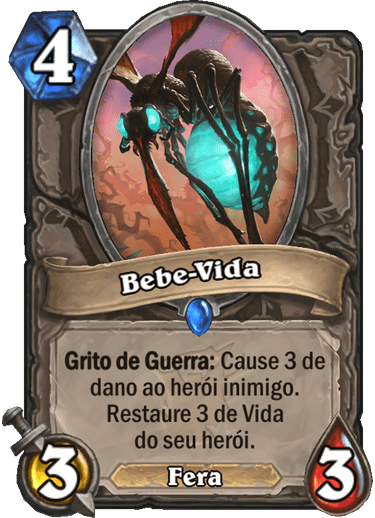 4
Bebe-Vida
Grito de Guerra: Cause 3 de
dano ao herói inimigo.
Restaure 3 de Vida
do seu herói.
3
Fera
3